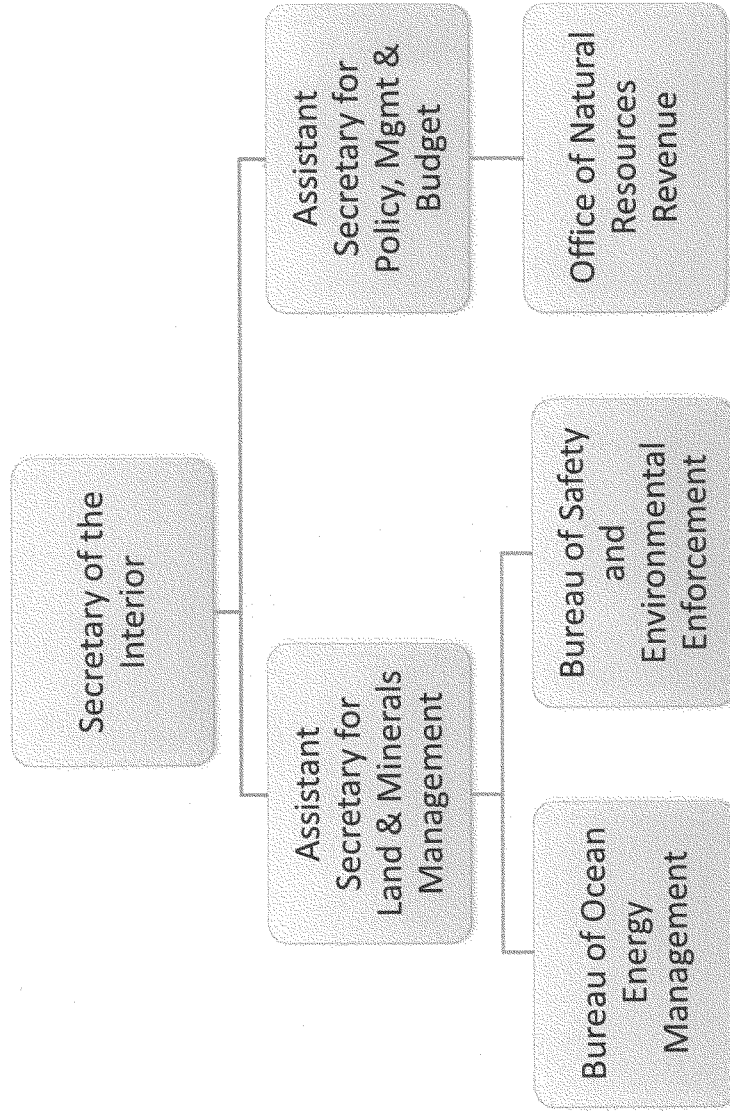 Secretary of the
Interior
Assistant
Secretary for
Land & Minerals
Management
Assistant
Secretary for
Policy, Mgmt &
Budget
Bureau of Ocean
Energy
Management
Bureau of Safety
and
Environmental
Enforcement
Office of Natural
Resources
Revenue